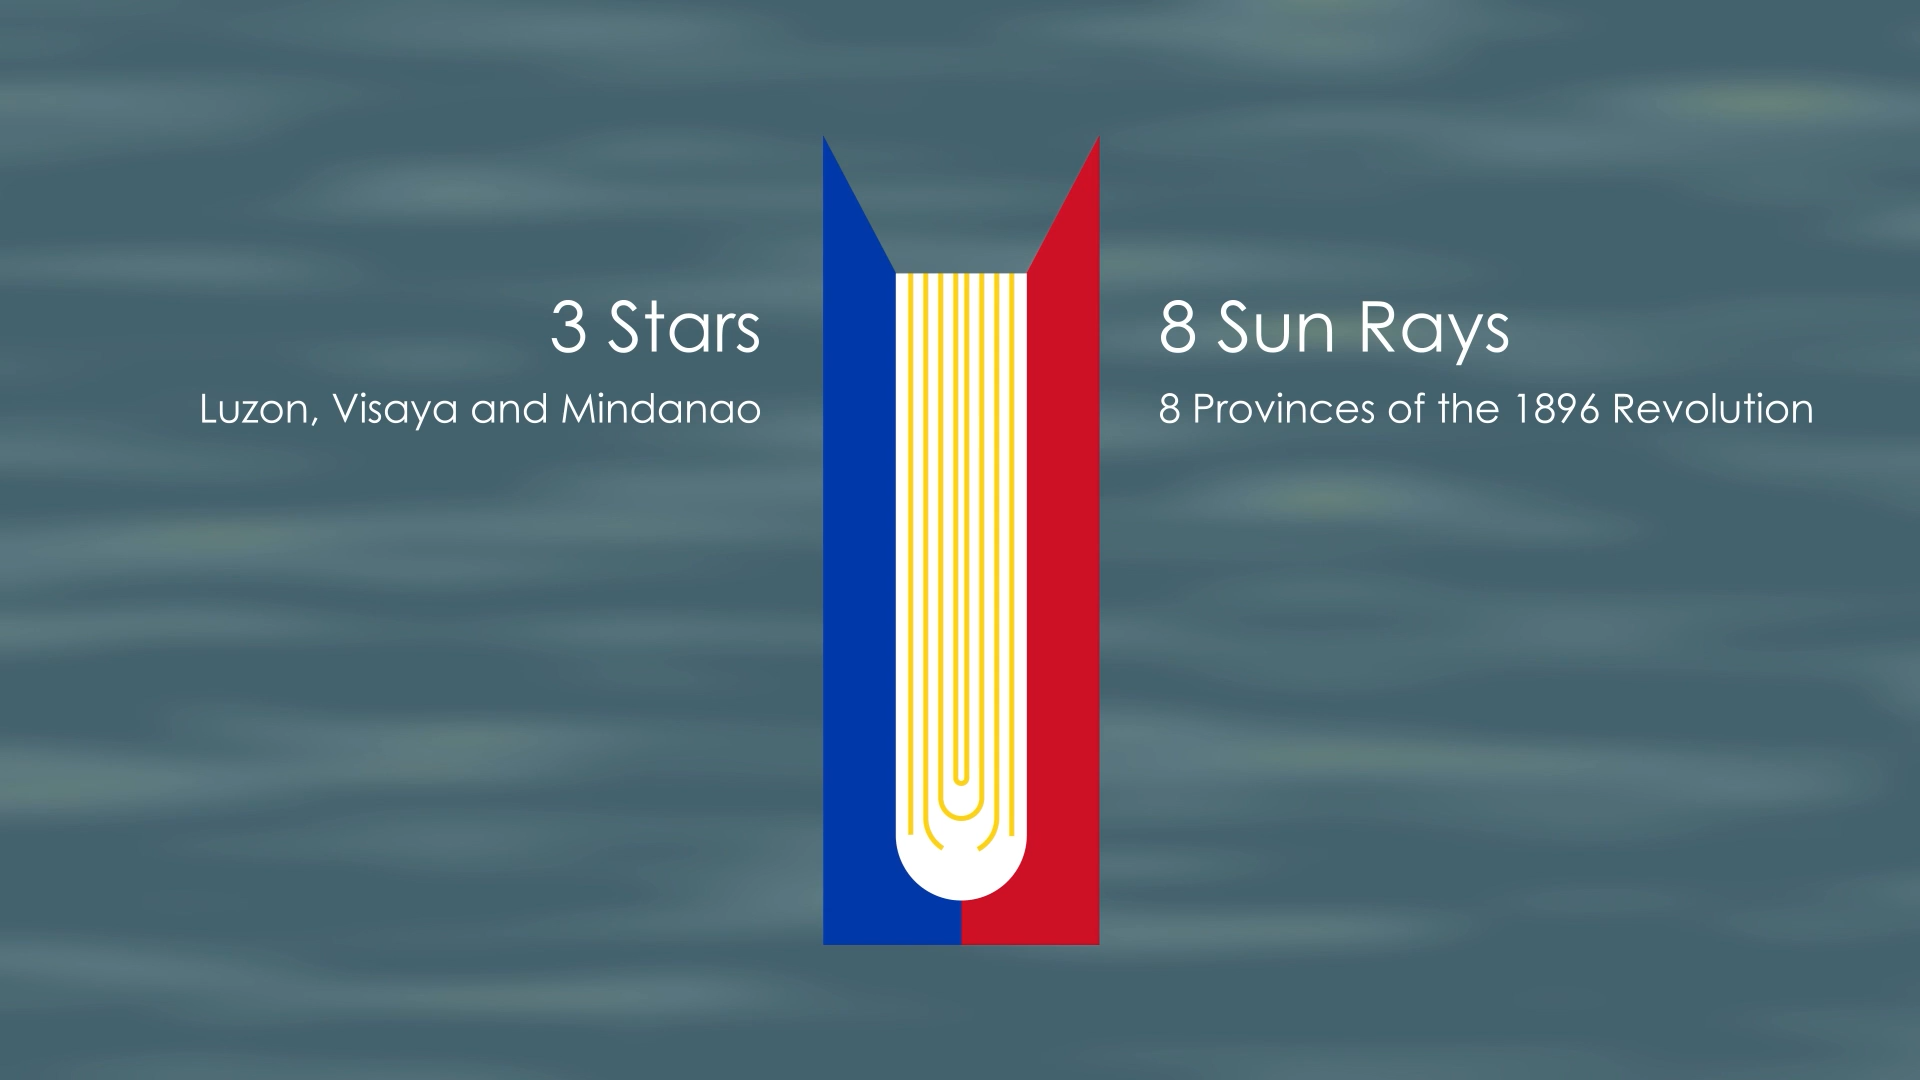 3 Stars
Luzon, Visaya and Mindanao
8 Sun Rays
8 Provinces of the 1896 Revolution